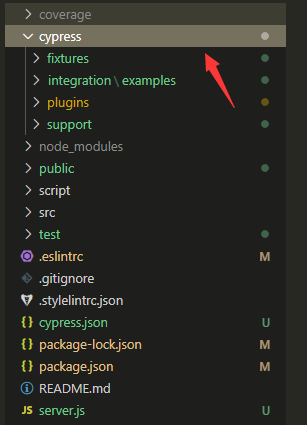 coverage
cypress
fixtures
integration \ examples
plugins
support
node_modules
public
script
src
test
.eslintrc M
.gitignore
.stylelintrc.json
{} cypress.json U
{} package-lock.json M
{} package.json M
README.md
JS server.js U